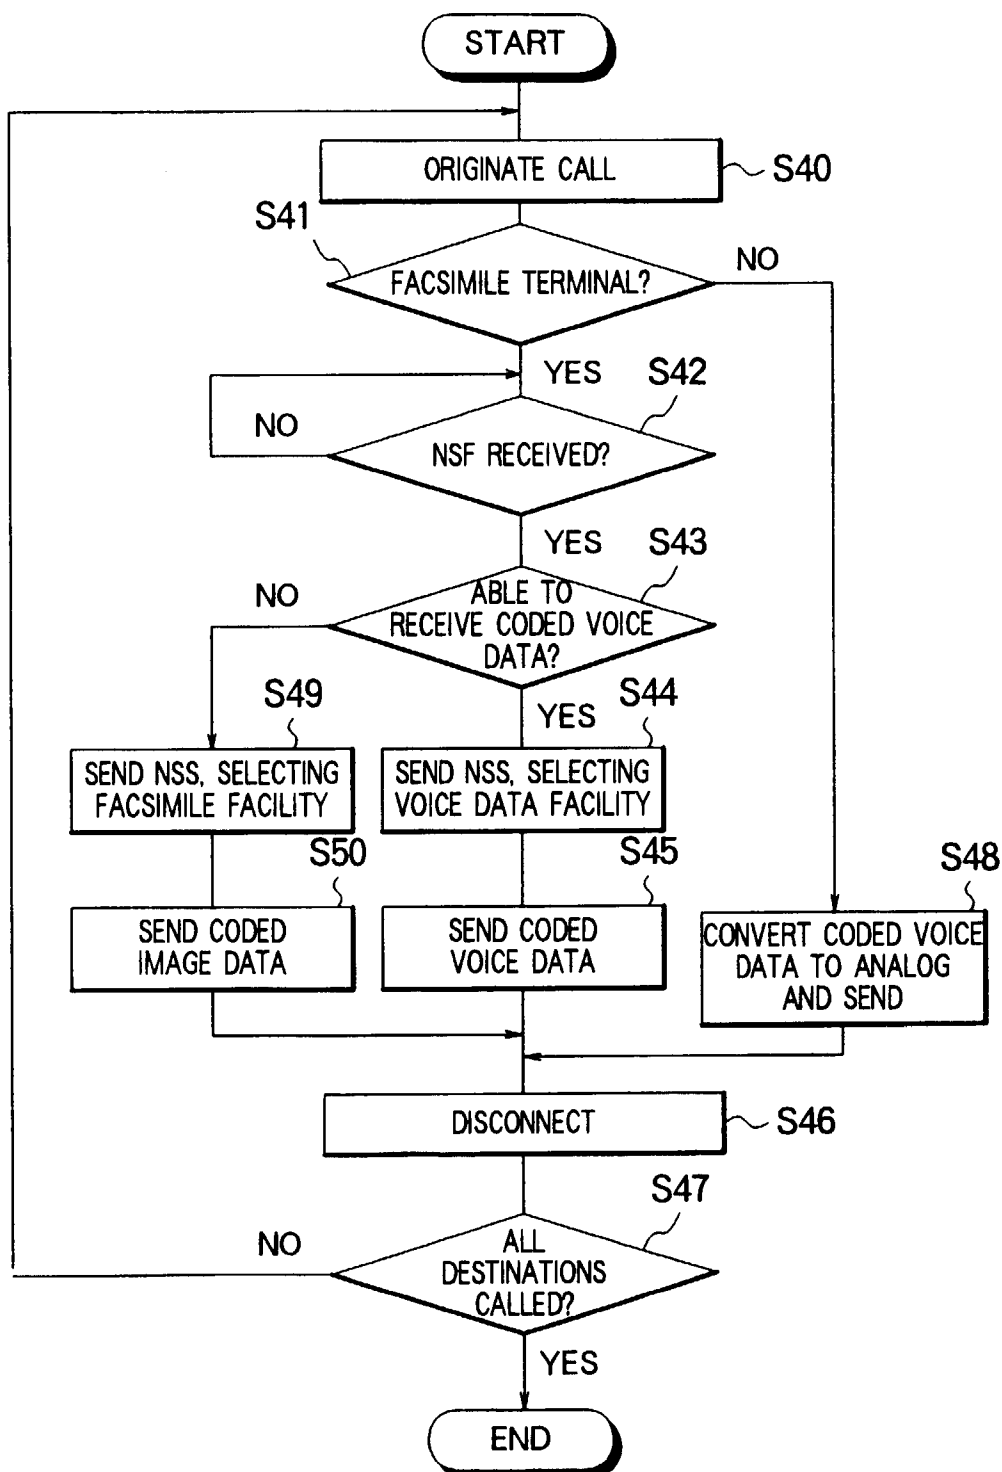 START
ORIGINATE CALL
S40
S41
FACSIMILE TERMINAL?
NO
YES
S42
NO
NSF RECEIVED?
YES
S43
NO
ABLE TO
RECEIVE CODED VOICE
DATA?
S49
YES
S44
SEND NSS, SELECTING
FACSIMILE FACILITY
SEND NSS, SELECTING
VOICE DATA FACILITY
S50
S45
S48
SEND CODED
IMAGE DATA
SEND CODED
VOICE DATA
CONVERT CODED VOICE
DATA TO ANALOG
AND SEND
DISCONNECT
S46
S47
NO
ALL
DESTINATIONS
CALLED?
YES
END